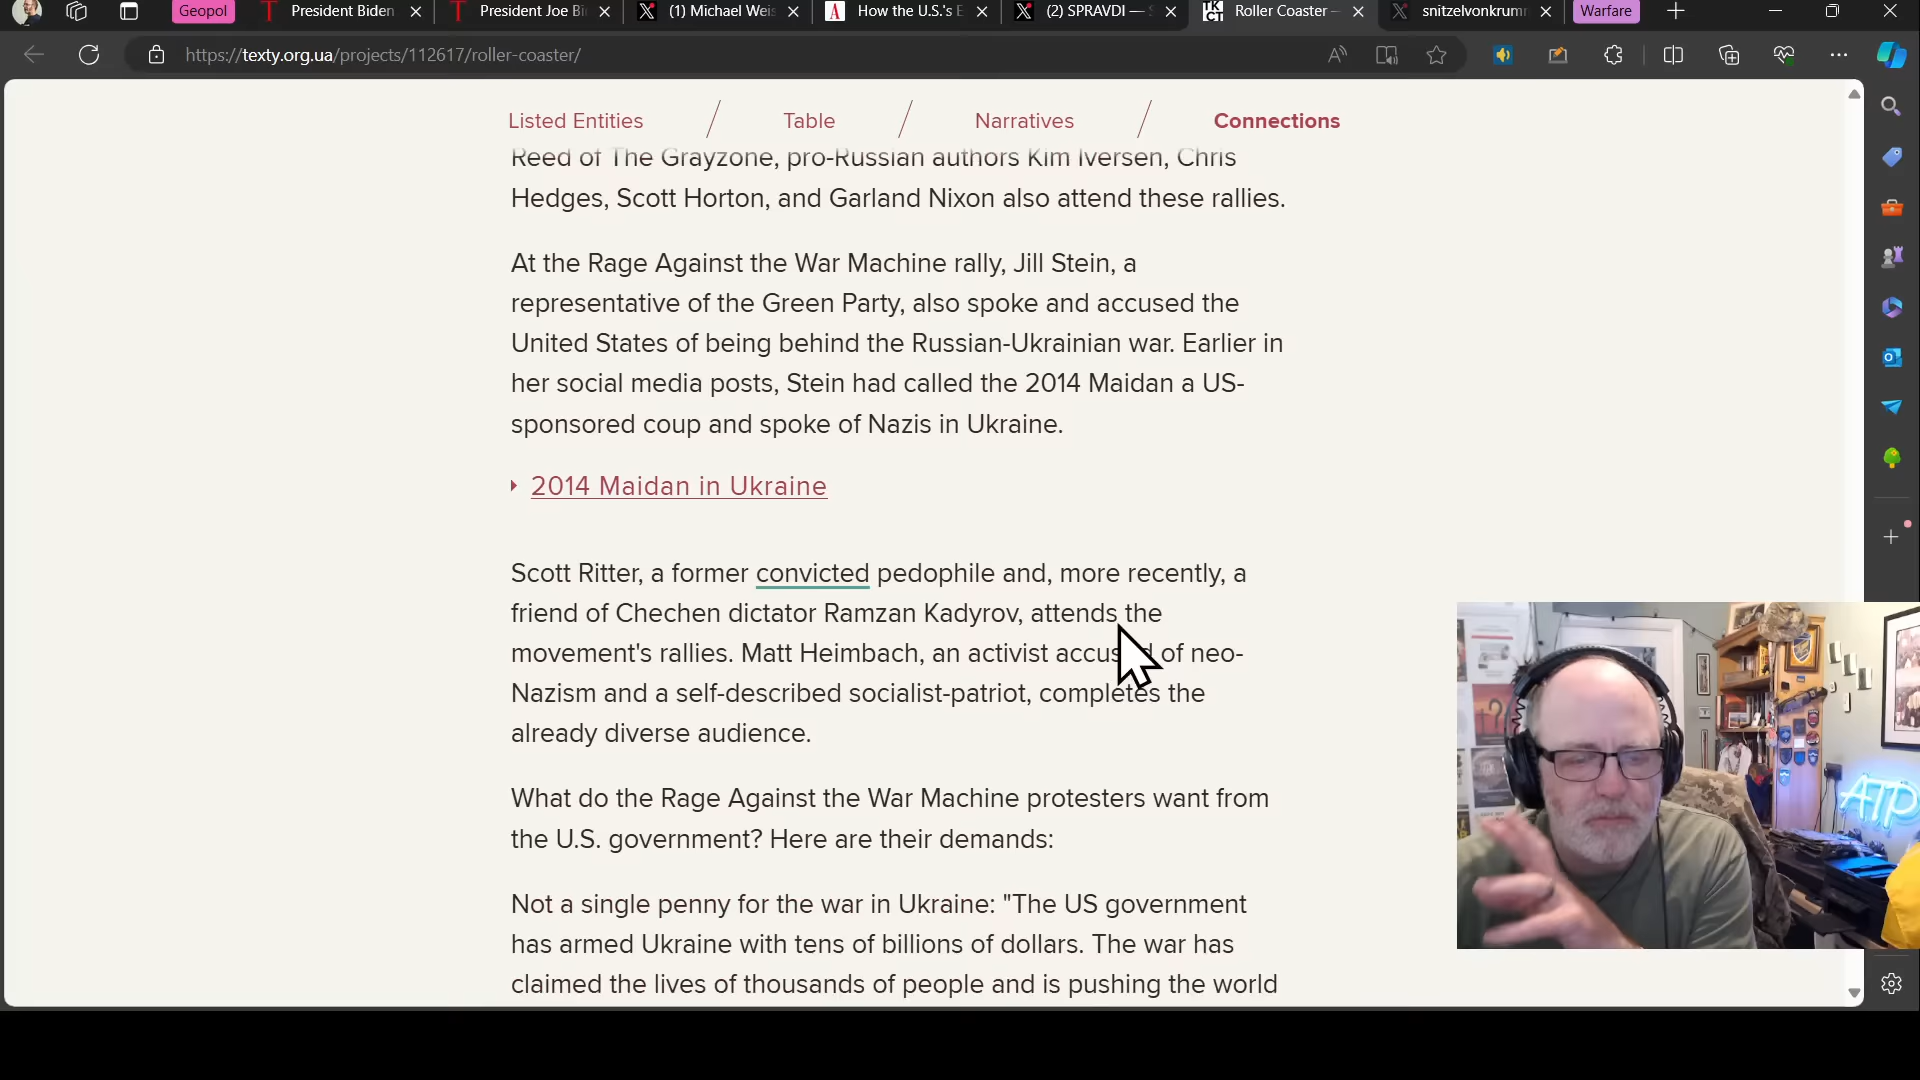 Geopol
President Biden
President Joe Bi
(1) Michael Weis
How the U.S.'s E
(2) SPRAVDI — S
Roller Coaster –
snitzelvonkrumm
Warfare
https://texty.org.ua/projects/112617/roller-coaster/
Listed Entities
Table
Narratives
Connections
Reed of The Grayzone, pro-Russian authors Kim Iversen, Chris
Hedges, Scott Horton, and Garland Nixon also attend these rallies.
At the Rage Against the War Machine rally, Jill Stein, a
representative of the Green Party, also spoke and accused the
United States of being behind the Russian-Ukrainian war. Earlier in
her social media posts, Stein had called the 2014 Maidan a US-
sponsored coup and spoke of Nazis in Ukraine.
2014 Maidan in Ukraine
Scott Ritter, a former convicted pedophile and, more recently, a
friend of Chechen dictator Ramzan Kadyrov, attends the
movement's rallies. Matt Heimbach, an activist accused of neo-
Nazism and a self-described socialist-patriot, completes the
already diverse audience.
What do the Rage Against the War Machine protesters want from
the U.S. government? Here are their demands:
Not a single penny for the war in Ukraine: "The US government
has armed Ukraine with tens of billions of dollars. The war has
claimed the lives of thousands of people and is pushing the world
ATP